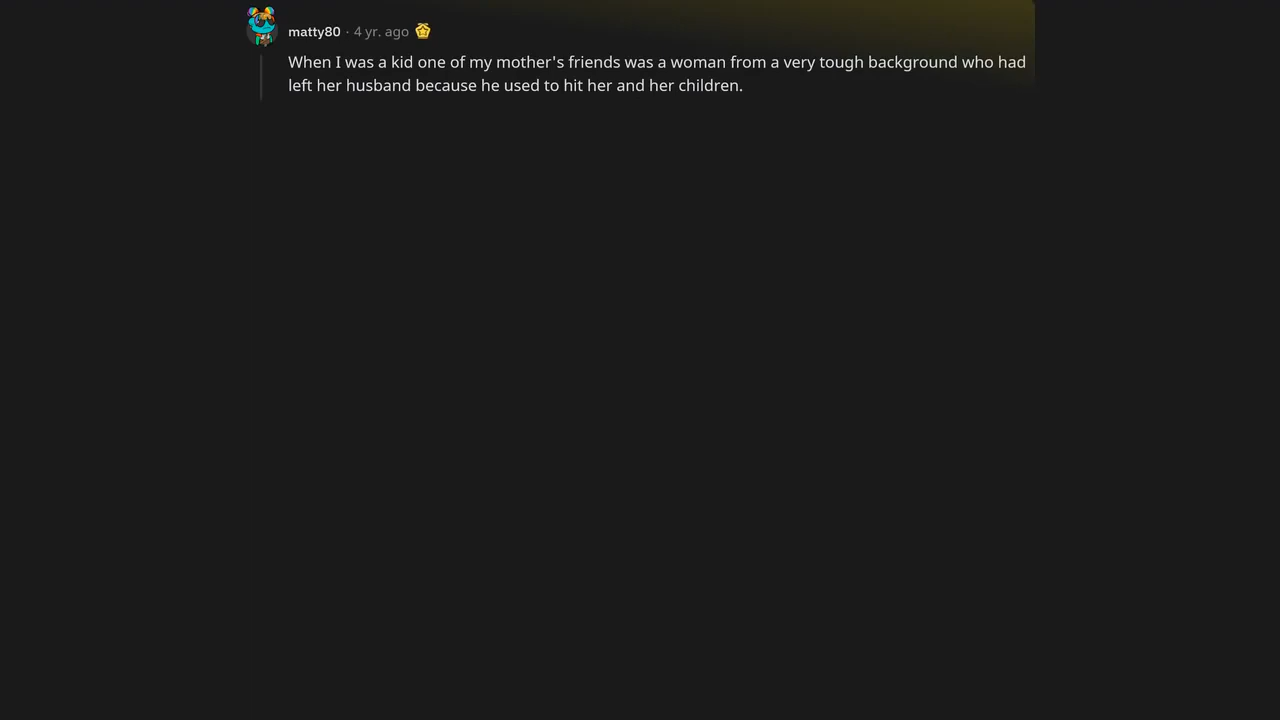 matty80 · 4 yr. ago
When I was a kid one of my mother's friends was a woman from a very tough background who had
left her husband because he used to hit her and her children.